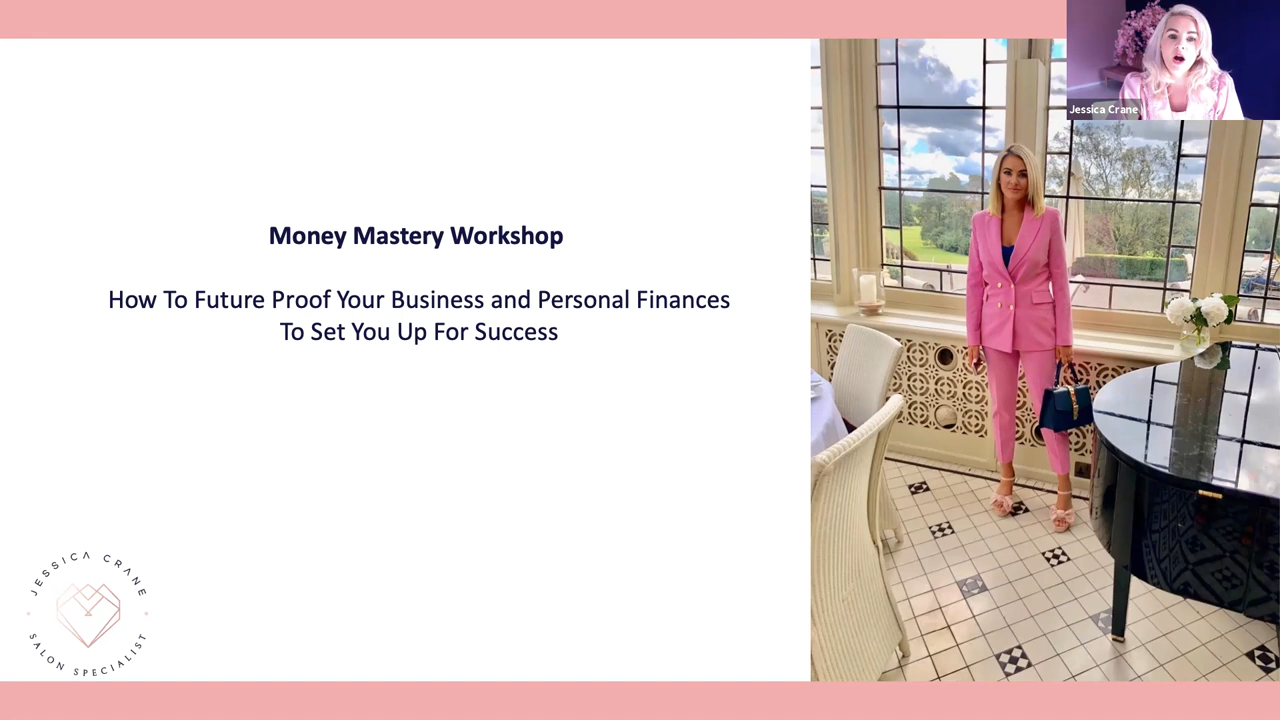 Jessica Crane
Money Mastery Workshop
How To Future Proof Your Business and Personal Finances
To Set You Up For Success
JESSICA CRANE
SALON SPECIALIST